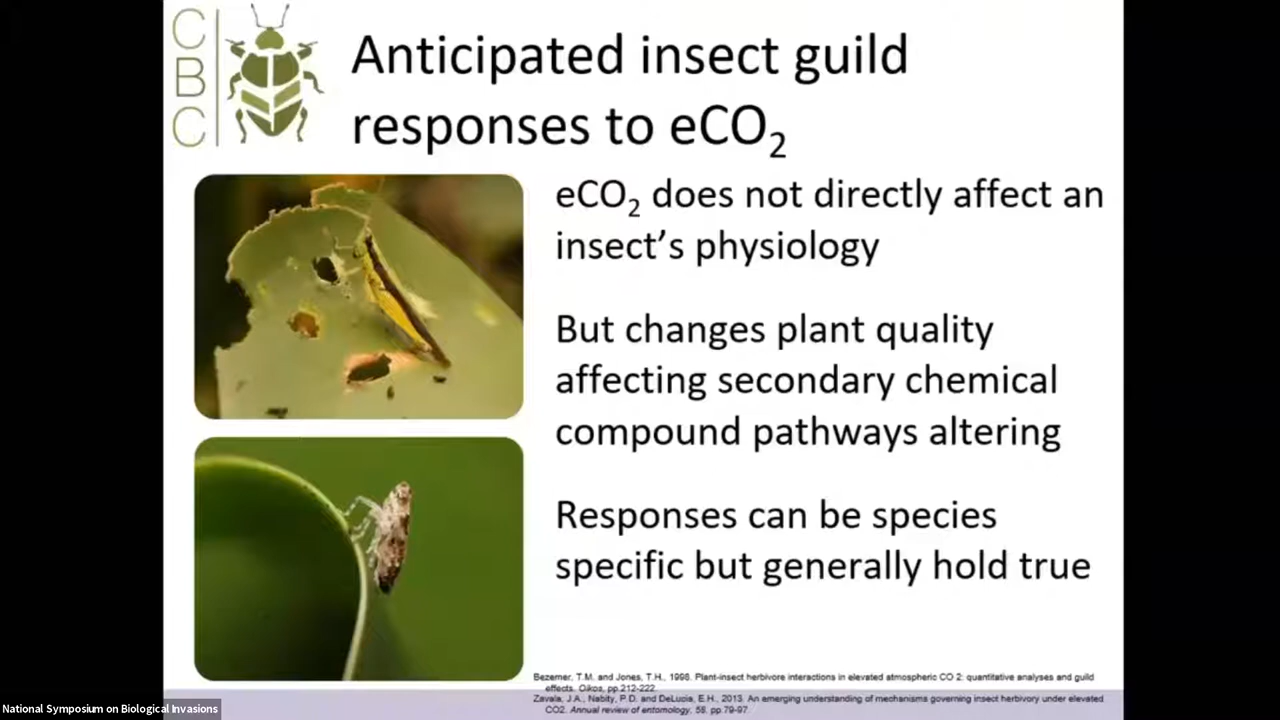 C
B
C
Anticipated insect guild
responses to eCO2
eCO2 does not directly affect an
insect's physiology
But changes plant quality
affecting secondary chemical
compound pathways altering
Responses can be species
specific but generally hold true
Bezemer, T.M. and Jones, T.H., 1998. Plant-insect herbivore interactions in elevated atmospheric CO 2: quantitative analyses and guild
effects. Oikos, pp.212-222.
Zavala, J.A., Nabity, P.D. and DeLucia, E.H., 2013. An emerging understanding of mechanisms governing insect herbivory under elevated
CO2. Annual review of entomology, 58, pp.79-97.
National Symposium on Biological Invasions